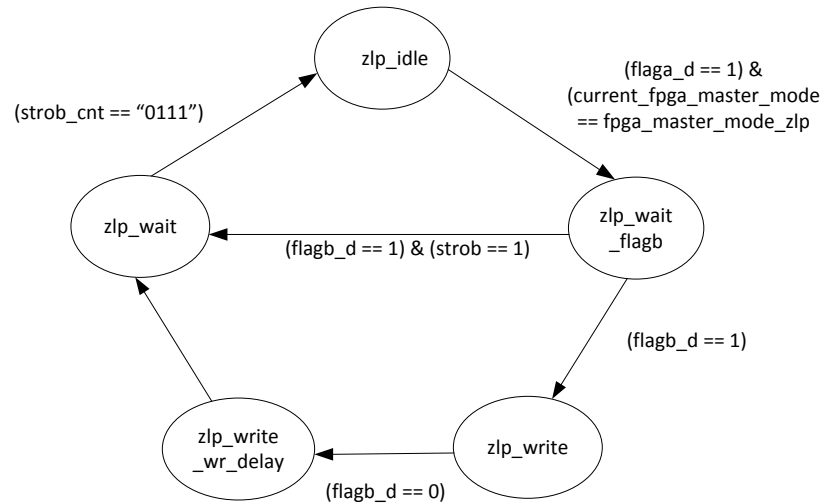 zlp_idle
(flaga_d == 1) &
(current_fpga_master_mode
== fpga_master_mode_zlp
(strob_cnt == “0111”)
zlp_wait
zlp_wait
_flagb
(flagb_d == 1) & (strob == 1)
(flagb_d == 1)
zlp_write
_wr_delay
zlp_write
(flagb_d == 0)